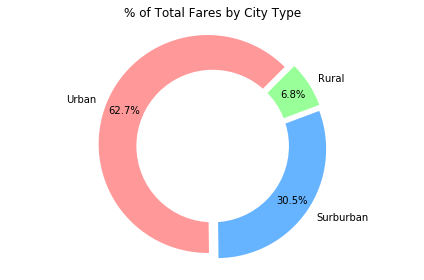 % of Total Fares by City Type
Rural
6.8%
Urban
62.7%
30.5%
Surburban